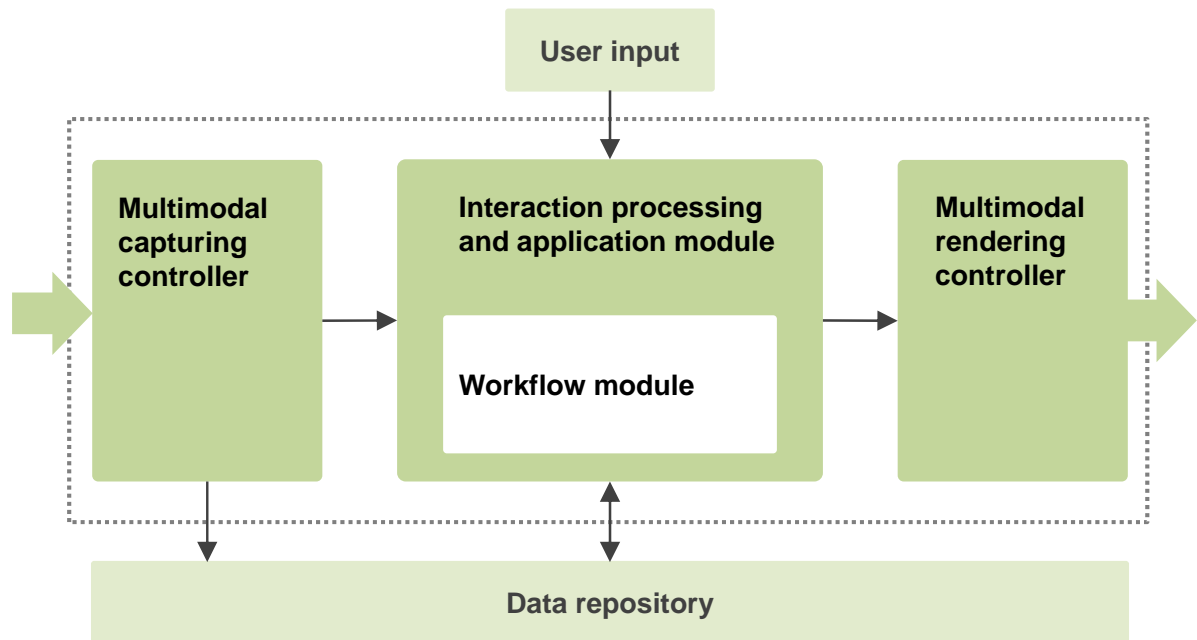 User input
Multimodal
capturing
controller
Interaction processing
and application module
Workflow module
Multimodal
rendering
controller
Data repository